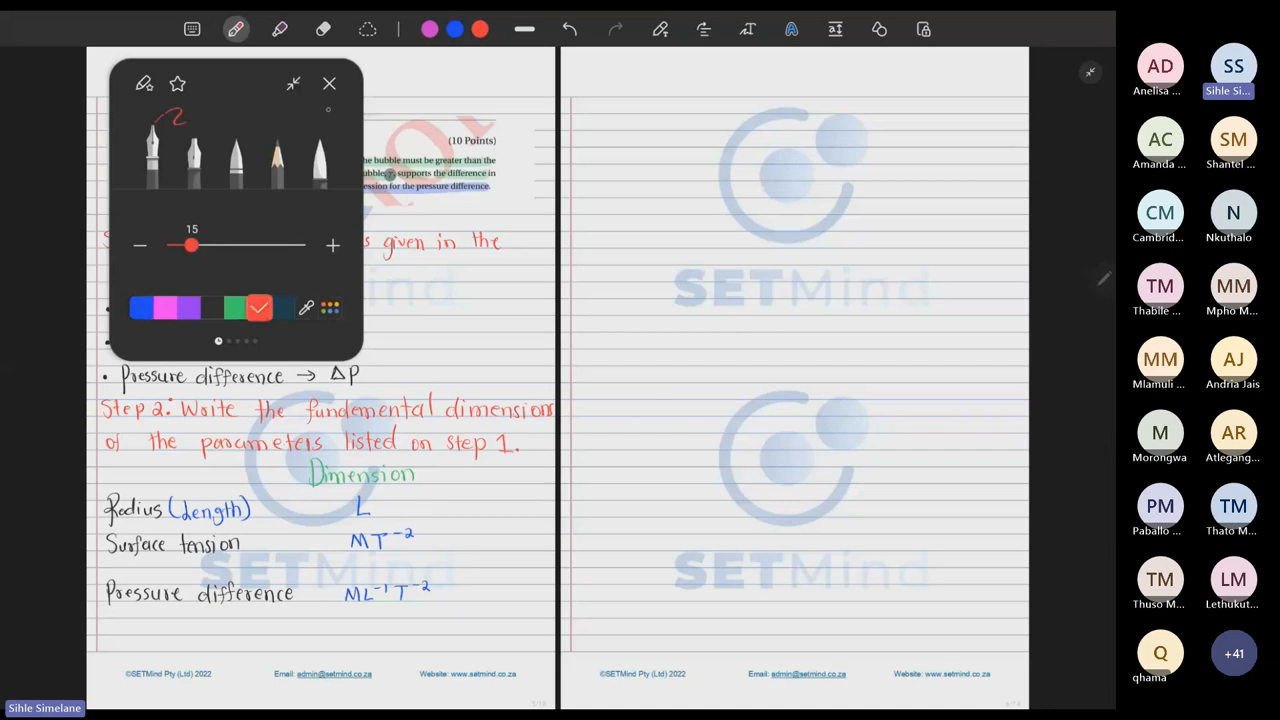 (10 Points)
he bubble must be greater than the
ubble, γ supports the difference in
ession for the pressure difference.
15
s given in the
• Pressure difference → ΔP
Step 2: Write the fundamental dimensions
of the parameters listed on step 1.
Dimension
Radius (Length) L
Surface tension MT⁻²
Pressure difference ML⁻¹T⁻²
SETMind
SETMind
SETMind
©SETMind Pty (Ltd) 2022 Email: admin@setmind.co.za Website: www.setmind.co.za
©SETMind Pty (Ltd) 2022 Email: admin@setmind.co.za Website: www.setmind.co.za
Sihle Simelane
AD SS
Anelisa ... Sihle Si...
AC SM
Amanda ... Shantel ...
CM N
Cambrid... Nkuthalo
TM MM
Thabile ... Mpho M...
MM AJ
Mlamuli ... Andria Jais
M AR
Morongwa Atlegang...
PM TM
Paballo ... Thato M...
TM LM
Thuso M... Lethukut...
Q +41
qhama